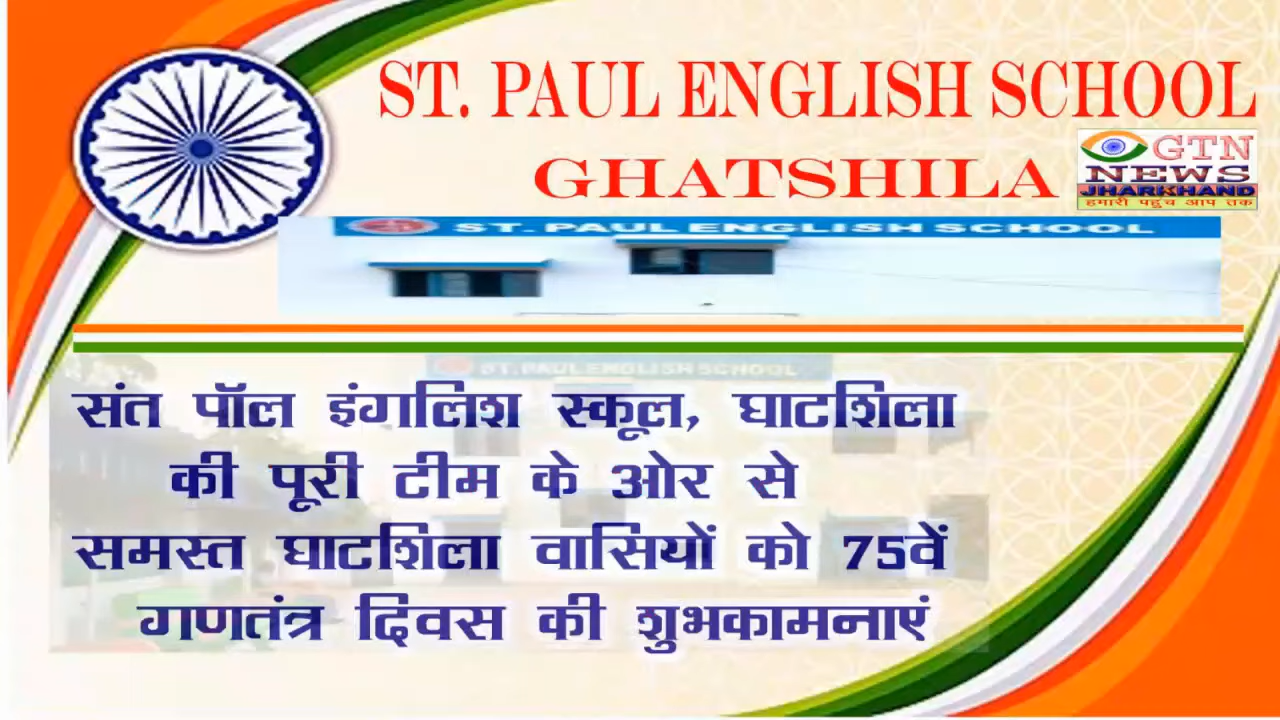 ST. PAUL ENGLISH SCHOOL
GHATSHILA
GTN
NEWS
JHARKHAND
हमारी पहुंच आप तक
ST. PAUL ENGLISH SCHOOL
ST. PAUL ENGLISH SCHOOL
संत पॉल इंगलिश स्कूल, घाटशिला
की पूरी टीम के ओर से
समस्त घाटशिला वासियों को 75वें
गणतंत्र दिवस की शुभकामनाएं